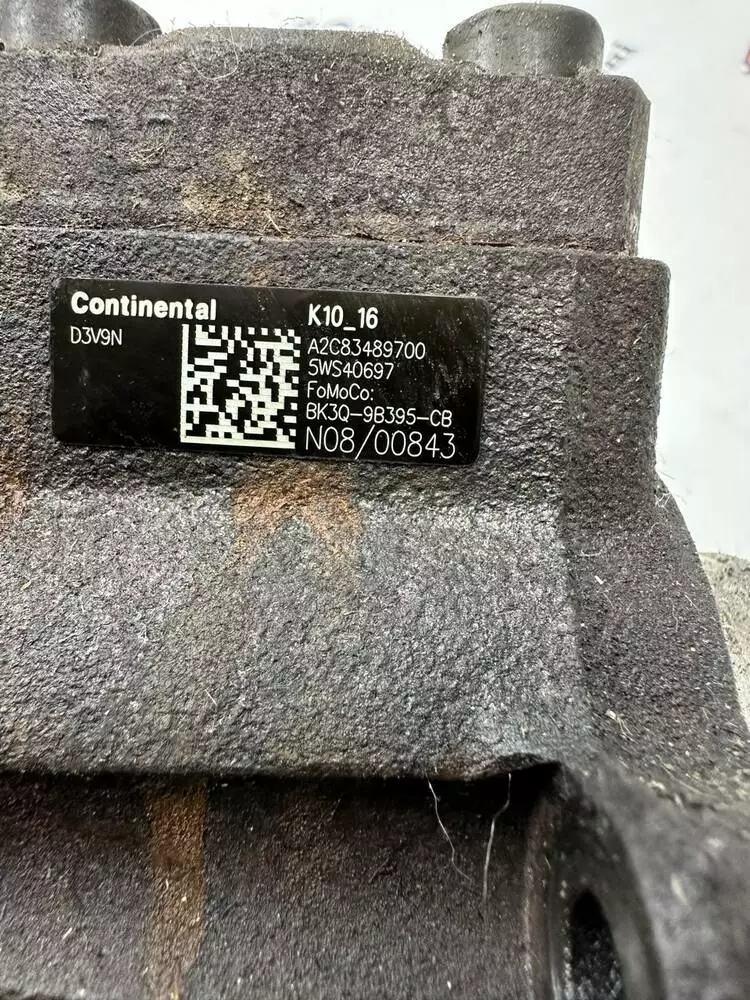 Continental
D3V9N
K10_16
A2C83489700
5WS40697
FoMoCo:
BK3Q-9B395-CB
N08/00843